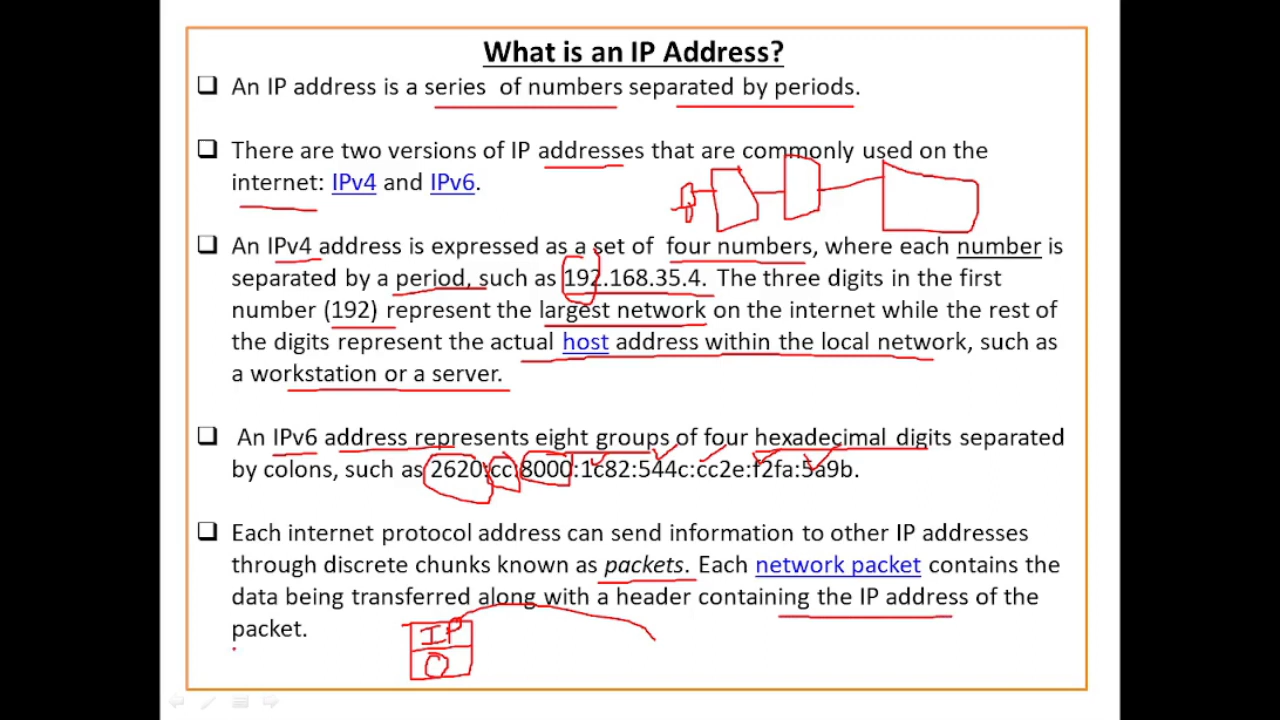 What is an IP Address?
❑ An IP address is a series of numbers separated by periods.
❑ There are two versions of IP addresses that are commonly used on the
internet: IPv4 and IPv6.
❑ An IPv4 address is expressed as a set of four numbers, where each number is
separated by a period, such as 192.168.35.4. The three digits in the first
number (192) represent the largest network on the internet while the rest of
the digits represent the actual host address within the local network, such as
a workstation or a server.
❑ An IPv6 address represents eight groups of four hexadecimal digits separated
by colons, such as 2620:cc:8000:1c82:544c:cc2e:f2fa:5a9b.
❑ Each internet protocol address can send information to other IP addresses
through discrete chunks known as packets. Each network packet contains the
data being transferred along with a header containing the IP address of the
packet.
IP
D